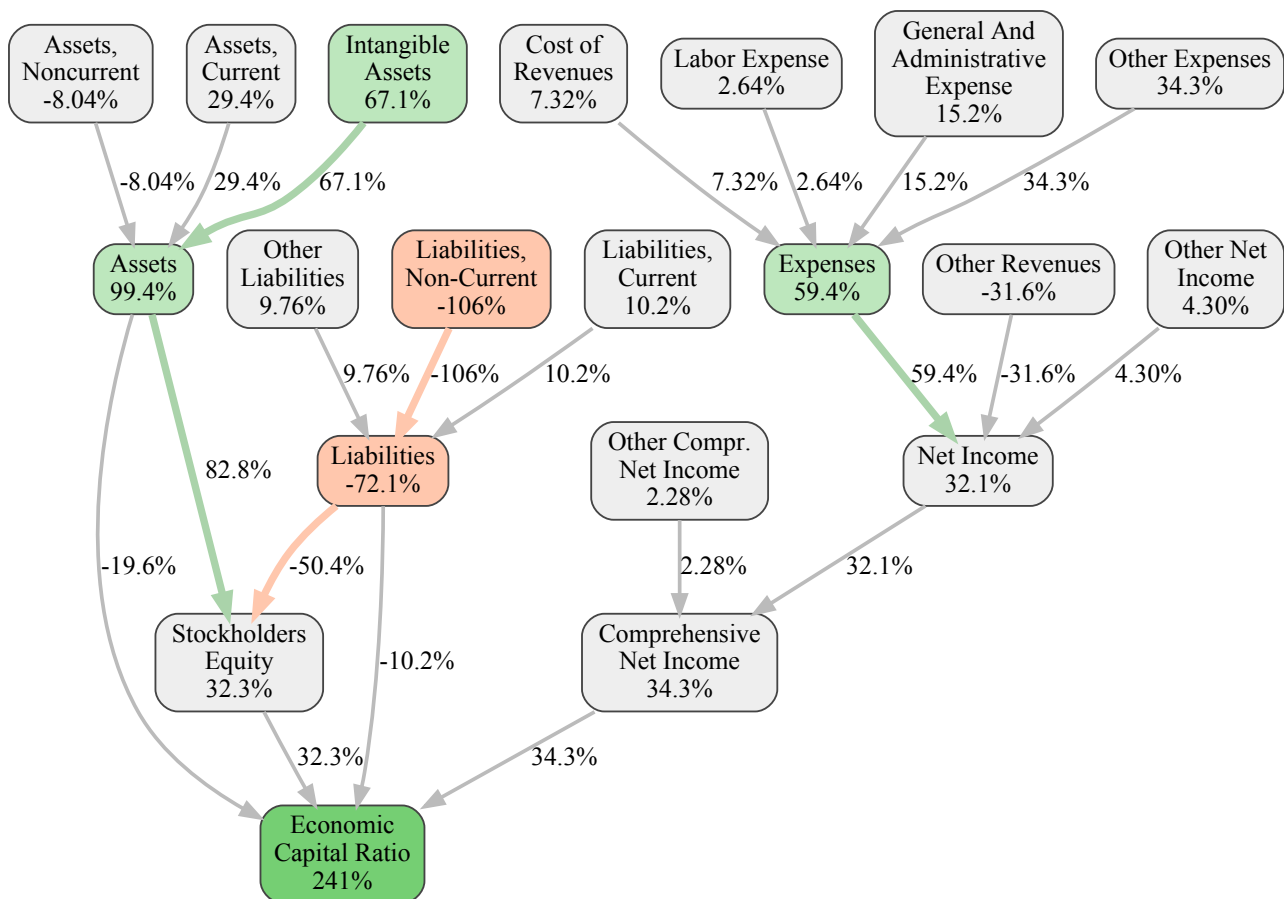 Assets,
Noncurrent
-8.04%
Assets,
Current
29.4%
Intangible
Assets
67.1%
Cost of
Revenues
7.32%
Labor Expense
2.64%
General And
Administrative
Expense
15.2%
Other Expenses
34.3%
-8.04%
29.4%
67.1%
7.32%
2.64%
15.2%
34.3%
Assets
99.4%
Other
Liabilities
9.76%
Liabilities,
Non-Current
-106%
Liabilities,
Current
10.2%
Expenses
59.4%
Other Revenues
-31.6%
Other Net
Income
4.30%
9.76%
-106%
10.2%
59.4%
-31.6%
4.30%
82.8%
Liabilities
-72.1%
Other Compr.
Net Income
2.28%
Net Income
32.1%
-19.6%
-50.4%
2.28%
32.1%
Stockholders
Equity
32.3%
-10.2%
Comprehensive
Net Income
34.3%
32.3%
34.3%
Economic
Capital Ratio
241%